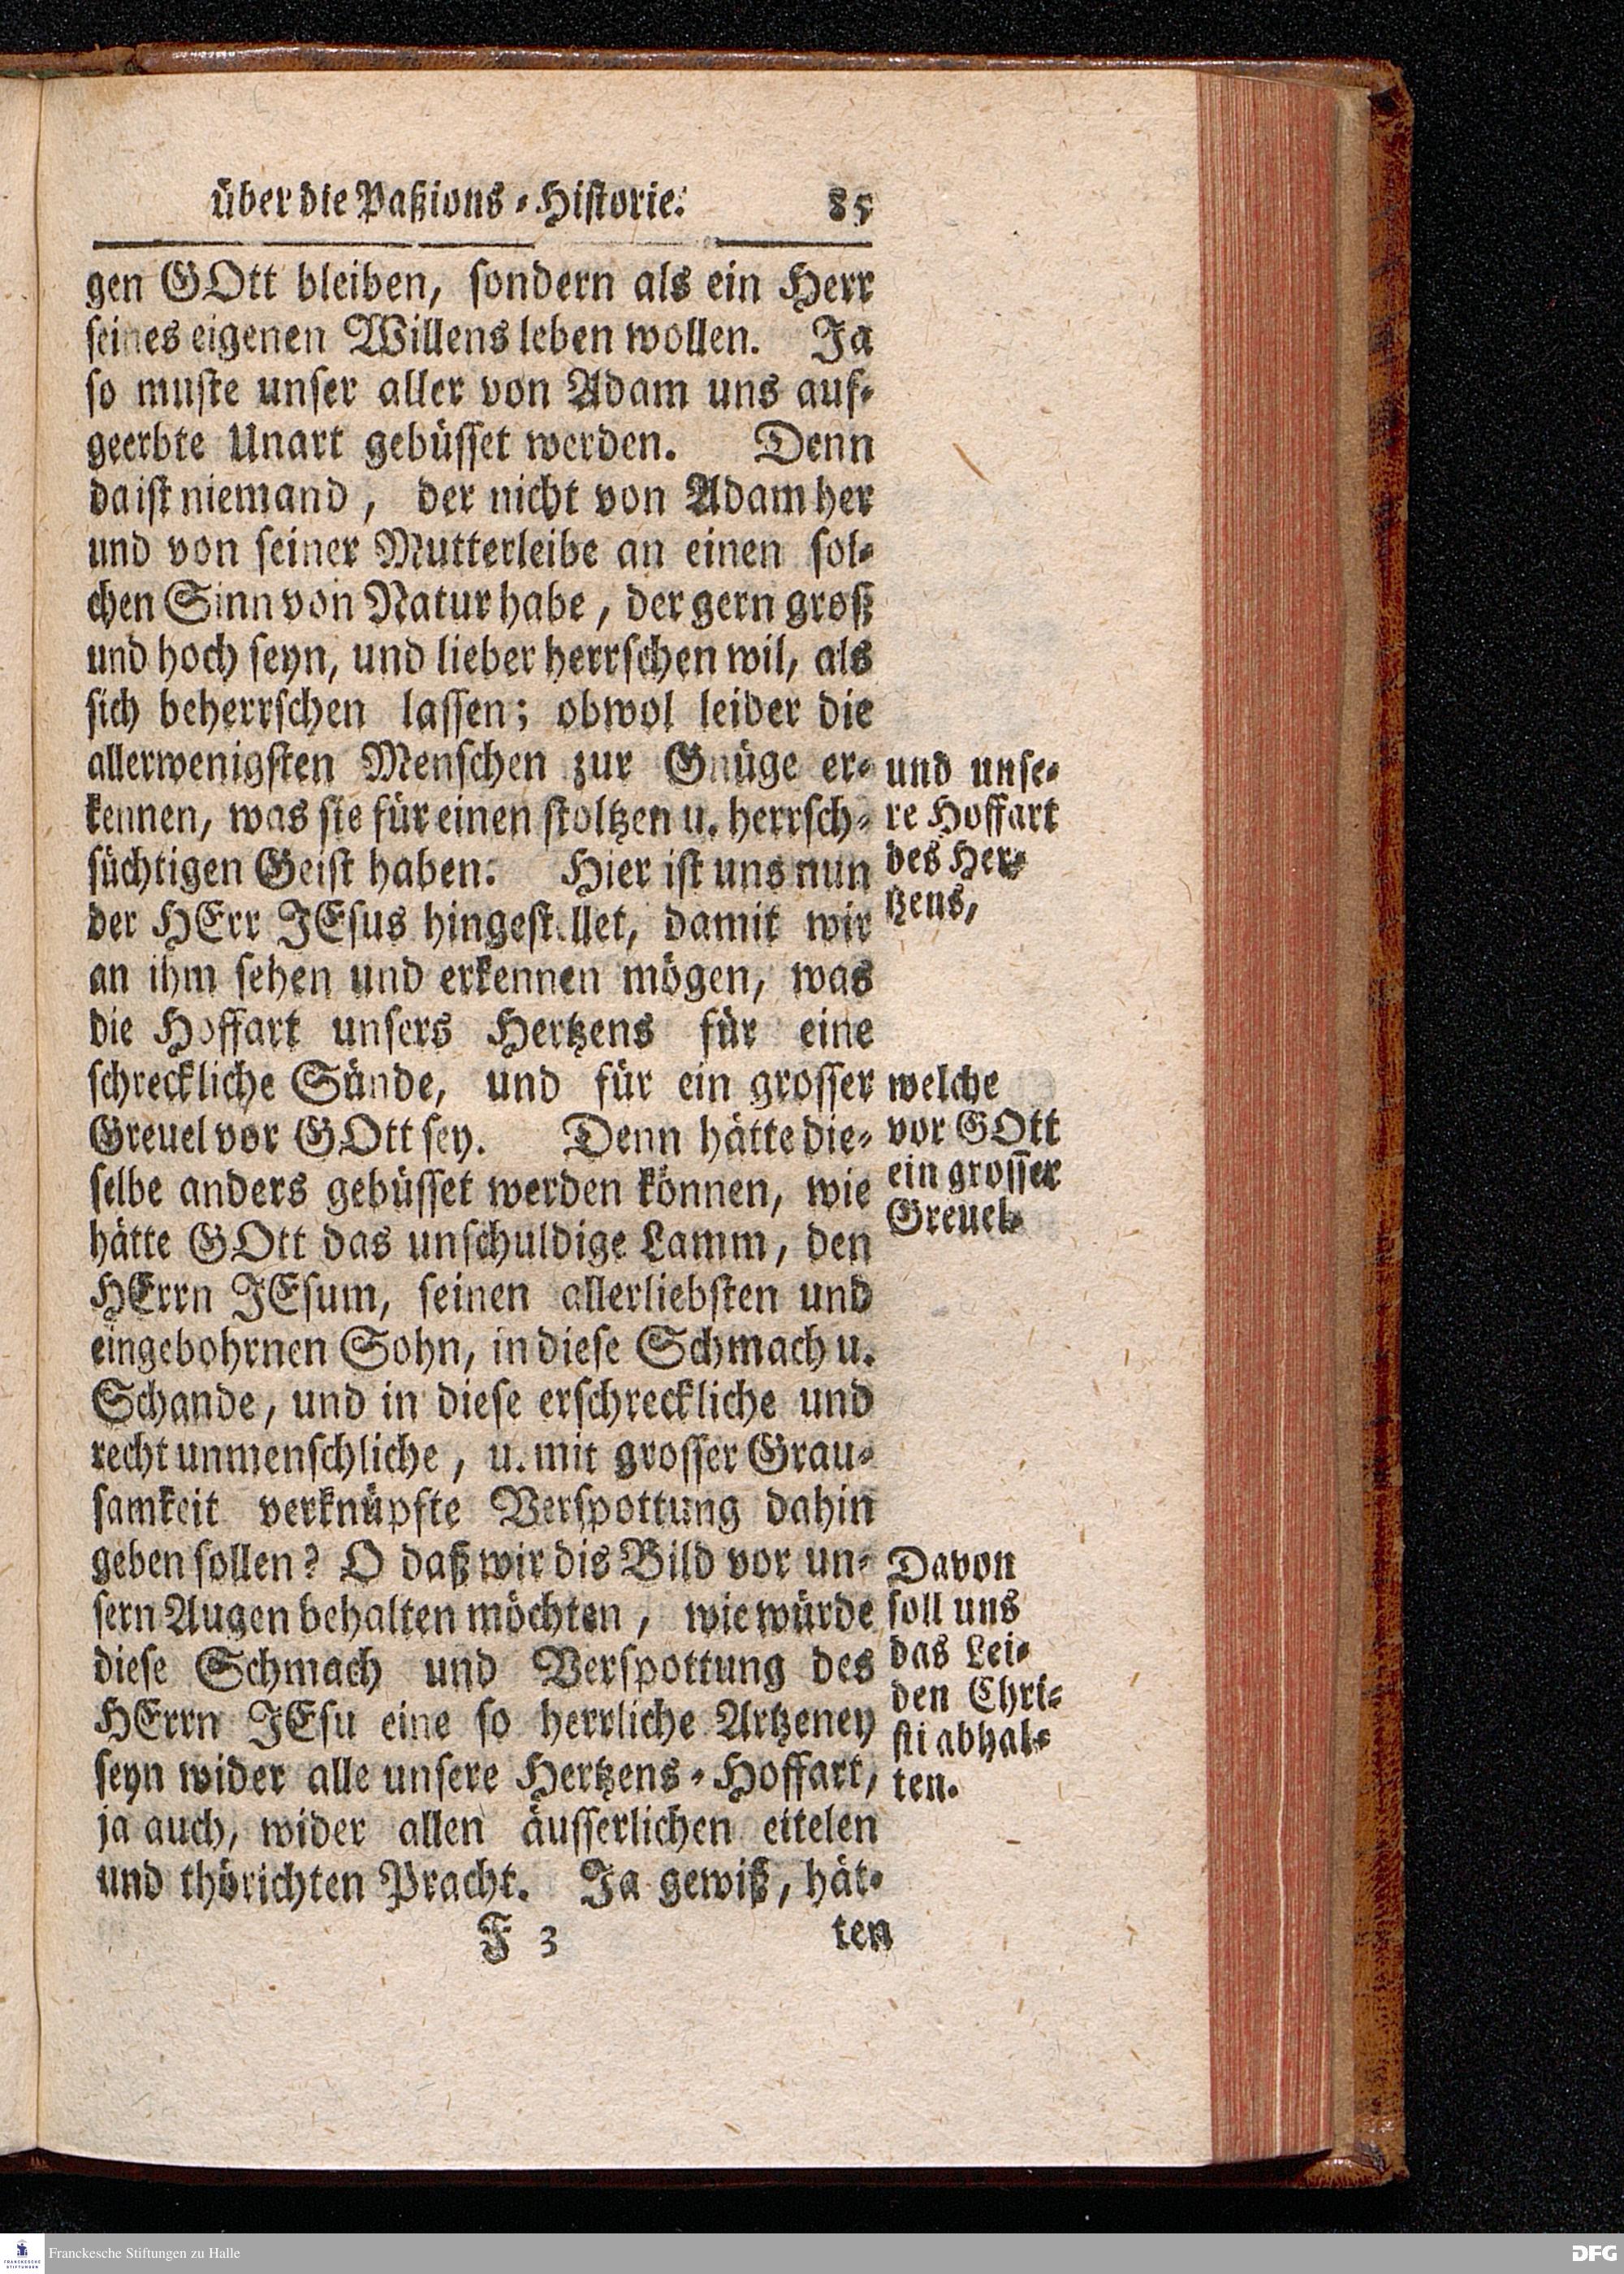 über die Paßions-Historie. 85
gen GOtt bleiben, sondern als ein Herr
seines eigenen Willens leben wollen. Ja
so muste unser aller von Adam uns auf-
geerbte Unart gebüsset werden. Denn
da ist niemand, der nicht von Adam her
und von seiner Mutterleibe an einen sol-
chen Sinn von Natur habe, der gern groß
und hoch seyn, und lieber herrschen wil, als
sich beherrschen lassen; obwol leider die
allerwenigsten Menschen zur Gnüge er-
kennen, was sie für einen stoltzen u. herrsch-
süchtigen Geist haben. Hier ist uns nun
der HErr JEsus hingestellet, damit wir
an ihm sehen und erkennen mögen, was
die Hoffart unsers Hertzens für eine
schreckliche Sünde, und für ein grosser
Greuel vor GOtt sey. Denn hätte die-
selbe anders gebüsset werden können, wie
hätte GOtt das unschuldige Lamm, den
HErrn JEsum, seinen allerliebsten und
eingebohrnen Sohn, in diese Schmach u.
Schande, und in diese erschreckliche und
recht unmenschliche, u. mit grosser Grau-
samkeit verknüpfte Verspottung dahin
geben sollen? O daß wir dis Bild vor un-
sern Augen behalten möchten, wie würde
diese Schmach und Verspottung des
HErrn JEsu eine so herrliche Artzeney
seyn wider alle unsere Hertzens-Hoffart,
ja auch, wider allen äusserlichen eitelen
und thörichten Pracht. Ja gewiß, hät-
F 3 ten
und unse-
re Hoffart
des Her-
tzens,
welche
vor GOtt
ein grosser
Greuel.
Davon
soll uns
das Lei-
den Chri-
sti abhal-
ten.
FRANCKESCHE
STIFTUNGEN
Franckesche Stiftungen zu Halle
DFG